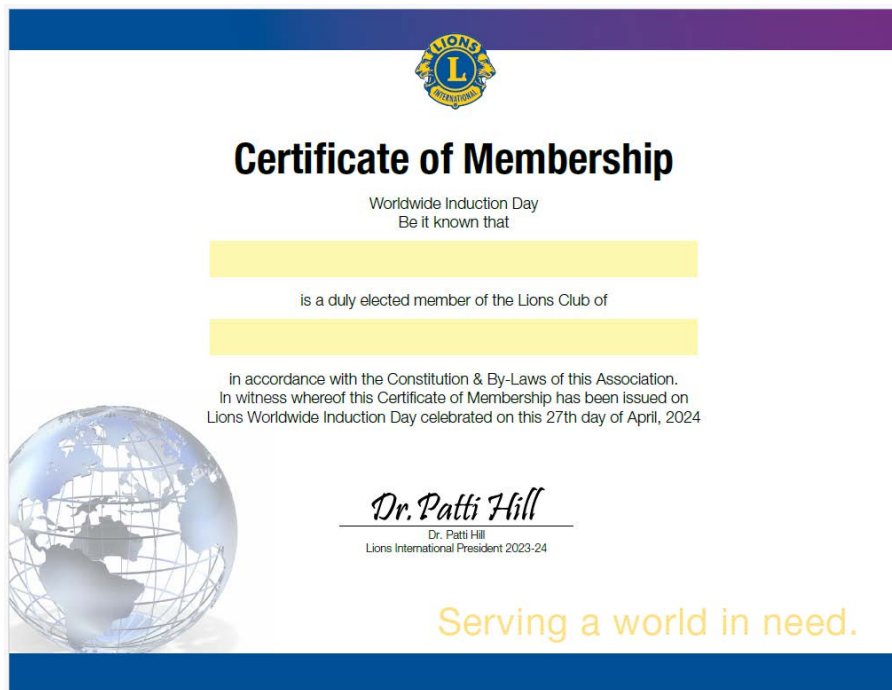 LIONS
L
INTERNATIONAL
Certificate of Membership
Worldwide Induction Day
Be it known that
is a duly elected member of the Lions Club of
in accordance with the Constitution & By-Laws of this Association.
In witness whereof this Certificate of Membership has been issued on
Lions Worldwide Induction Day celebrated on this 27th day of April, 2024
Dr. Patti Hill
Dr. Patti Hill
Lions International President 2023-24
Serving a world in need.